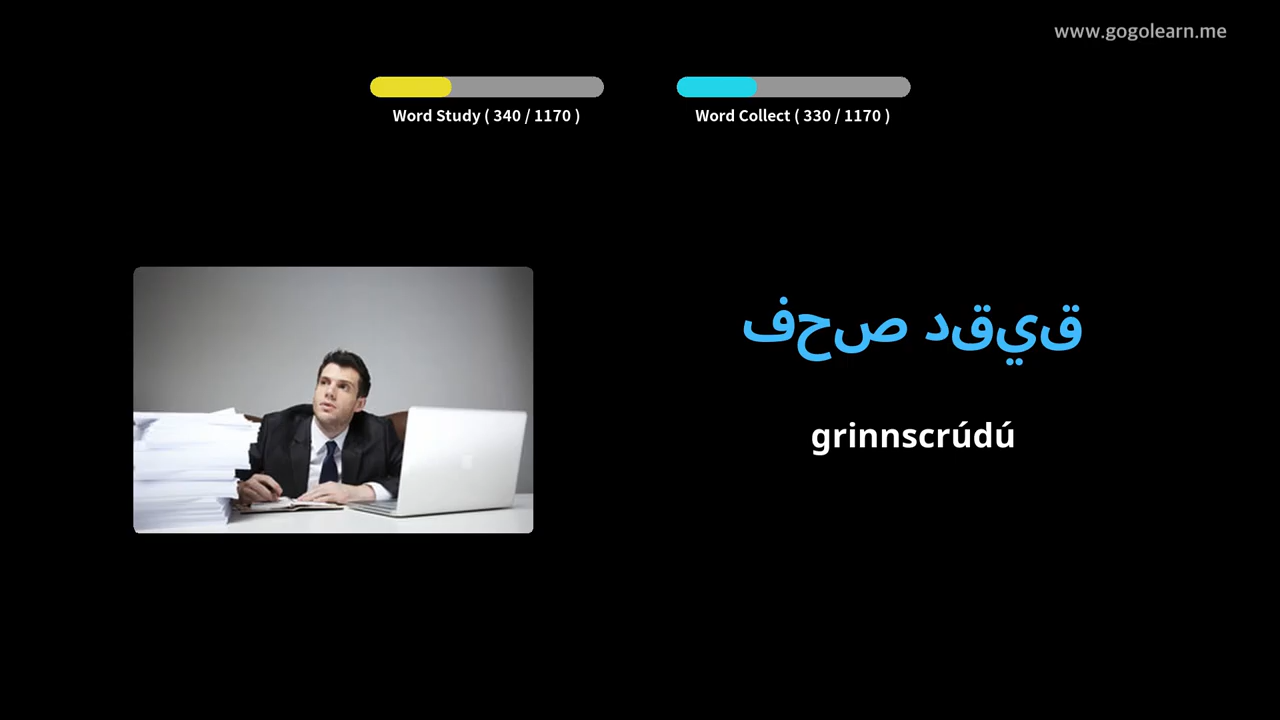 www.gogolearn.me
Word Study ( 340 / 1170 )
Word Collect ( 330 / 1170 )
فحص دقيق
grinnscrúdú